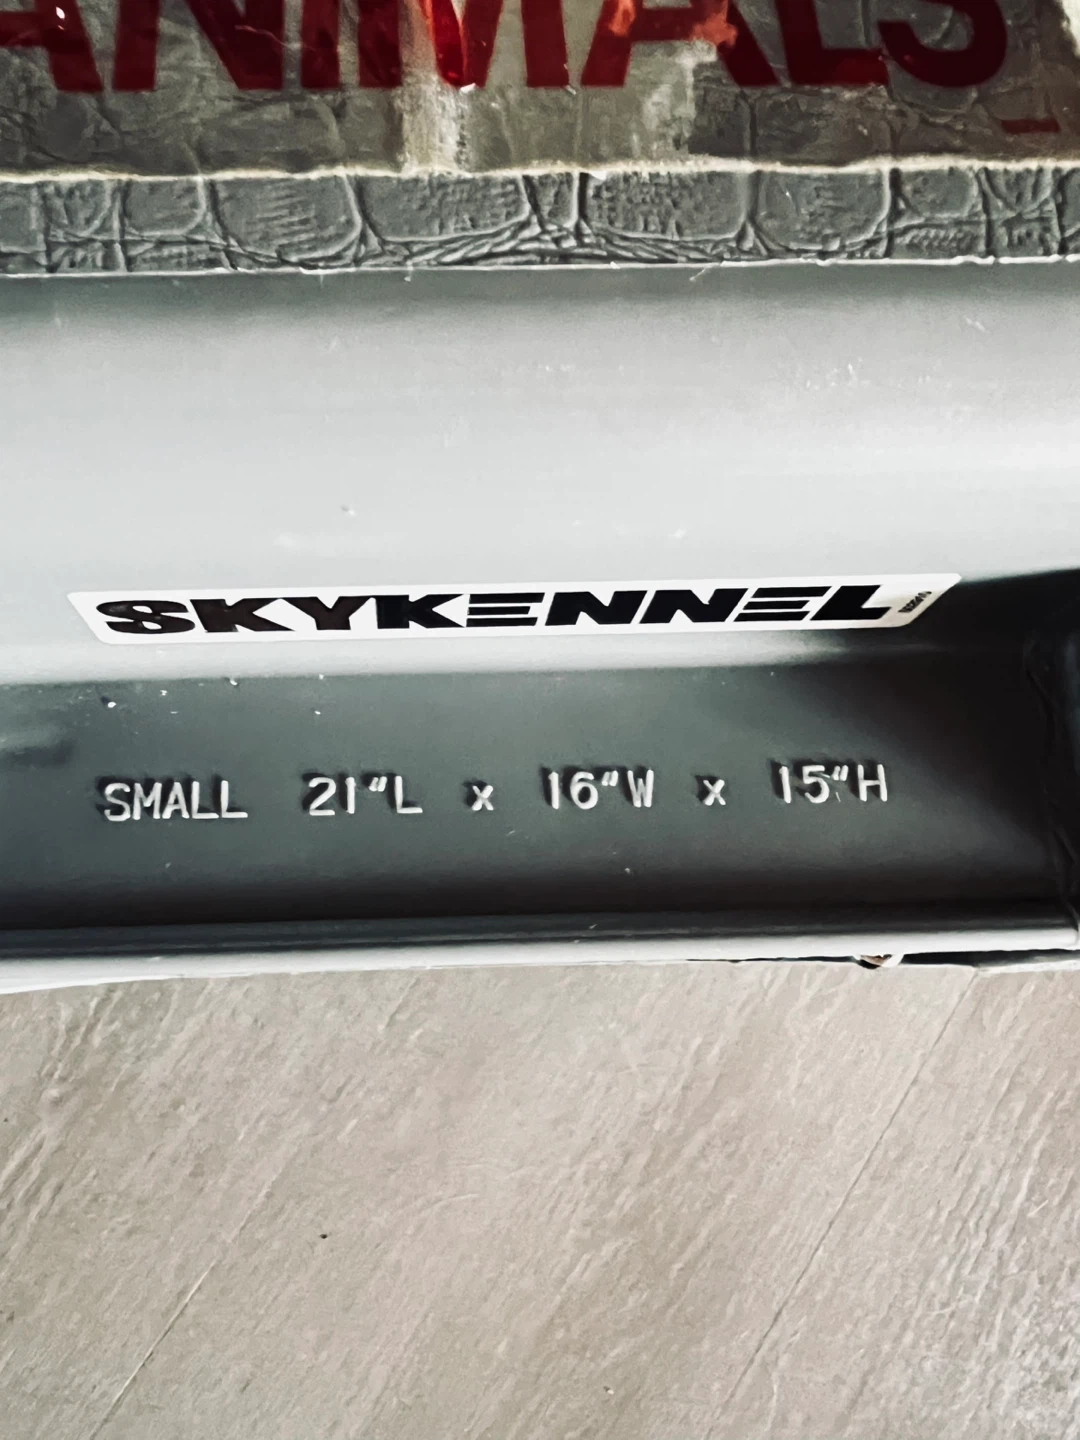 ANIMALS
SKYKENNEL
SMALL 21"L x 16"W x 15"H